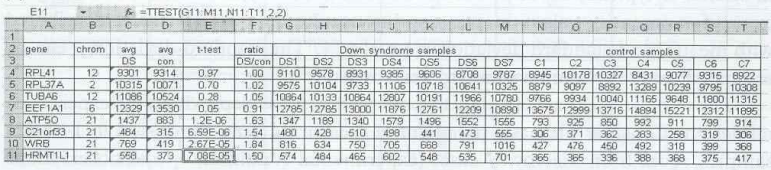 E11 fx =TTEST(G11:M11,N11:T11,2,2)
A B C D E F G H I J K L M N O P Q R S T
1
2 gene chrom avg avg t-test ratio Down syndrome samples control samples
3 DS con DS/con DS1 DS2 DS3 DS4 DS5 DS6 DS7 C1 C2 C3 C4 C5 C6 C7
4 RPL41 12 9301 9314 0.97 1.00 9110 9578 8931 9385 9606 8708 9787 8945 10178 10327 8431 9077 9315 8922
5 RPL37A 2 10315 10071 0.70 1.02 9575 10104 9733 11106 10718 10641 10325 8879 9097 8892 13289 10239 9795 10308
6 TUBA6 12 11086 10524 0.28 1.05 10864 10133 10864 12807 10191 11966 10780 9766 9934 10040 11165 9648 11800 11315
7 EEF1A1 6 12329 13530 0.05 0.91 12785 12785 13000 11876 12761 12209 10890 13675 12999 13716 14894 15221 12312 11895
8 ATP5O 21 1437 883 1.2E-06 1.63 1347 1189 1340 1579 1496 1552 1555 793 925 850 992 911 799 914
9 C21orf33 21 484 315 6.59E-06 1.54 480 428 510 498 441 473 555 306 371 362 283 258 319 306
10 WRB 21 769 419 2.67E-05 1.84 816 634 750 705 668 791 1016 427 476 450 492 318 399 368
11 HRMT1L1 21 558 373 7.08E-05 1.50 574 484 465 602 548 535 701 365 365 336 388 368 375 417